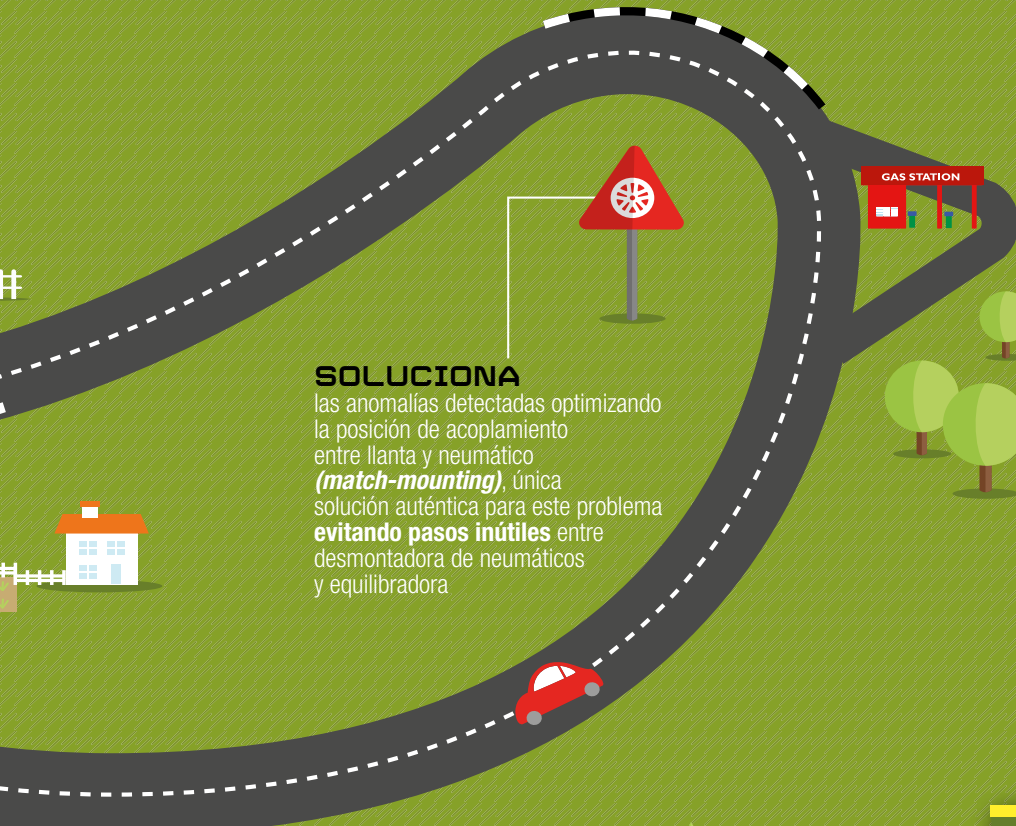 GAS STATION
SOLUCIONA
las anomalías detectadas optimizando
la posición de acoplamiento
entre llanta y neumático
(match-mounting), única
solución auténtica para este problema
evitando pasos inútiles entre
desmontadora de neumáticos
y equilibradora